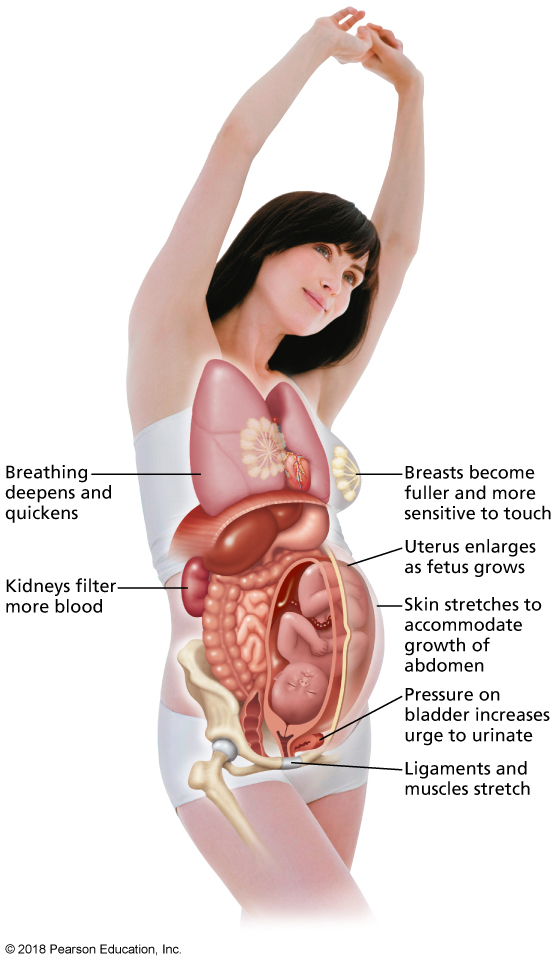 Breathing
deepens and
quickens
Kidneys filter
more blood
Breasts become
fuller and more
sensitive to touch
Uterus enlarges
as fetus grows
Skin stretches to
accommodate
growth of
abdomen
Pressure on
bladder increases
urge to urinate
Ligaments and
muscles stretch
© 2018 Pearson Education, Inc.